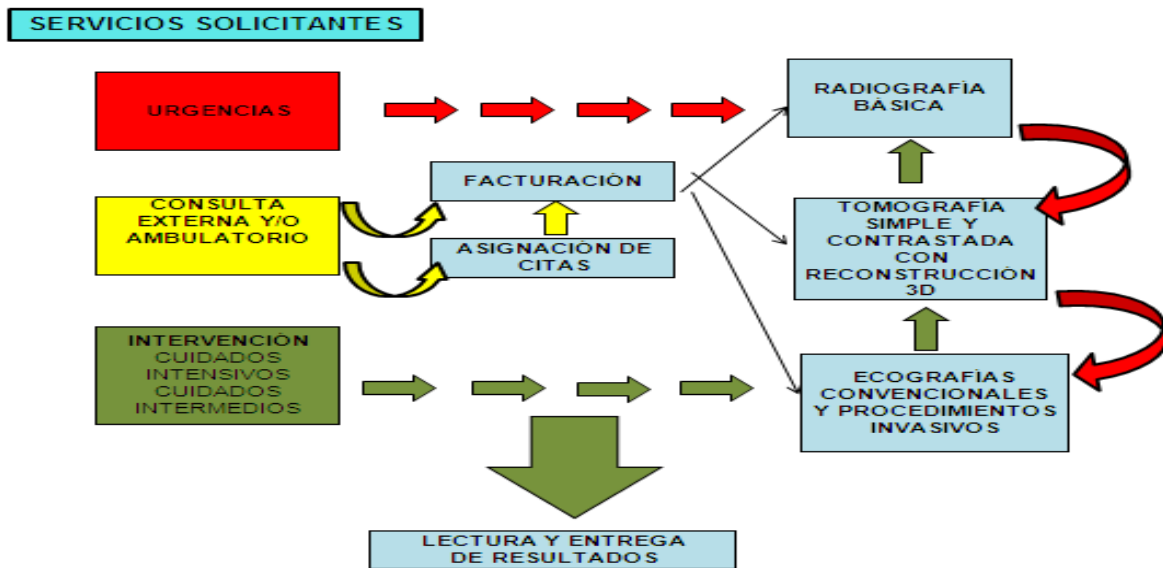 SERVICIOS SOLICITANTES
URGENCIAS
RADIOGRAFÍA
BÁSICA
FACTURACIÓN
CONSULTA
EXTERNA Y/O
AMBULATORIO
ASIGNACIÓN DE
CITAS
TOMOGRAFÍA
SIMPLE Y
CONTRASTADA
CON
RECONSTRUCCIÓN
3D
INTERVENCIÓN
CUIDADOS
INTENSIVOS
CUIDADOS
INTERMEDIOS
ECOGRAFÍAS
CONVENCIONALES
Y PROCEDIMIENTOS
INVASIVOS
LECTURA Y ENTREGA
DE RESULTADOS